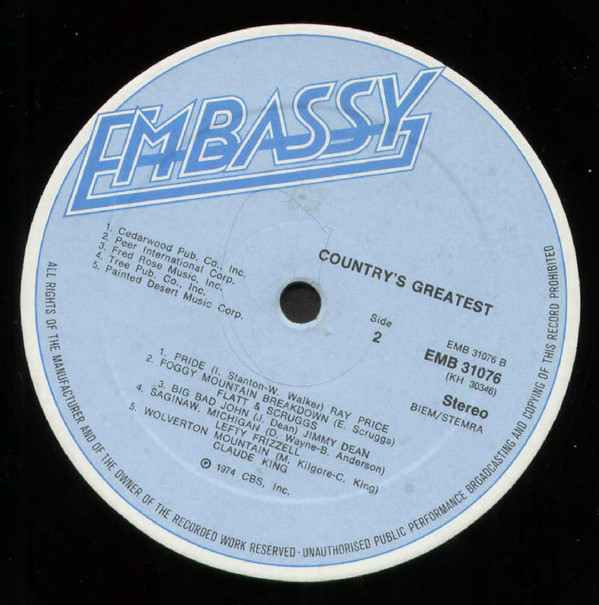 EMBASSY
1. Cedarwood Pub. Co., Inc.
2. Peer International Corp.
3. Fred Rose Music, Inc.
4. Tree Pub. Co., Inc.
5. Painted Desert Music Corp.
COUNTRY'S GREATEST
Side
2
EMB 31076 B
EMB 31076
(KH 30346)
Stereo
BIEM/STEMRA
1. PRIDE (I. Stanton-W. Walker) RAY PRICE
2. FOGGY MOUNTAIN BREAKDOWN (E. Scruggs)
FLATT & SCRUGGS
3. BIG BAD JOHN (J. Dean) JIMMY DEAN
4. SAGINAW, MICHIGAN (D. Wayne-B. Anderson)
LEFTY FRIZZELL
5. WOLVERTON MOUNTAIN (M. Kilgore-C. King)
CLAUDE KING
℗ 1974 CBS, Inc.
ALL RIGHTS OF THE MANUFACTURER AND OF THE OWNER OF THE RECORDED WORK RESERVED · UNAUTHORISED PUBLIC PERFORMANCE BROADCASTING AND COPYING OF THIS RECORD PROHIBITED